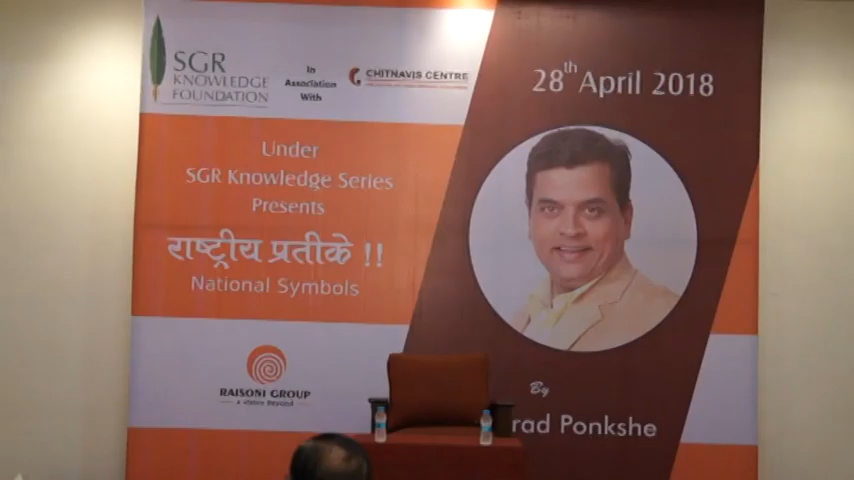 SGR
KNOWLEDGE
FOUNDATION
In
Association
With
CHITNAVIS CENTRE
28th April 2018
Under
SGR Knowledge Series
Presents
राष्ट्रीय प्रतीके !!
National Symbols
RAISONI GROUP
By
rad Ponkshe